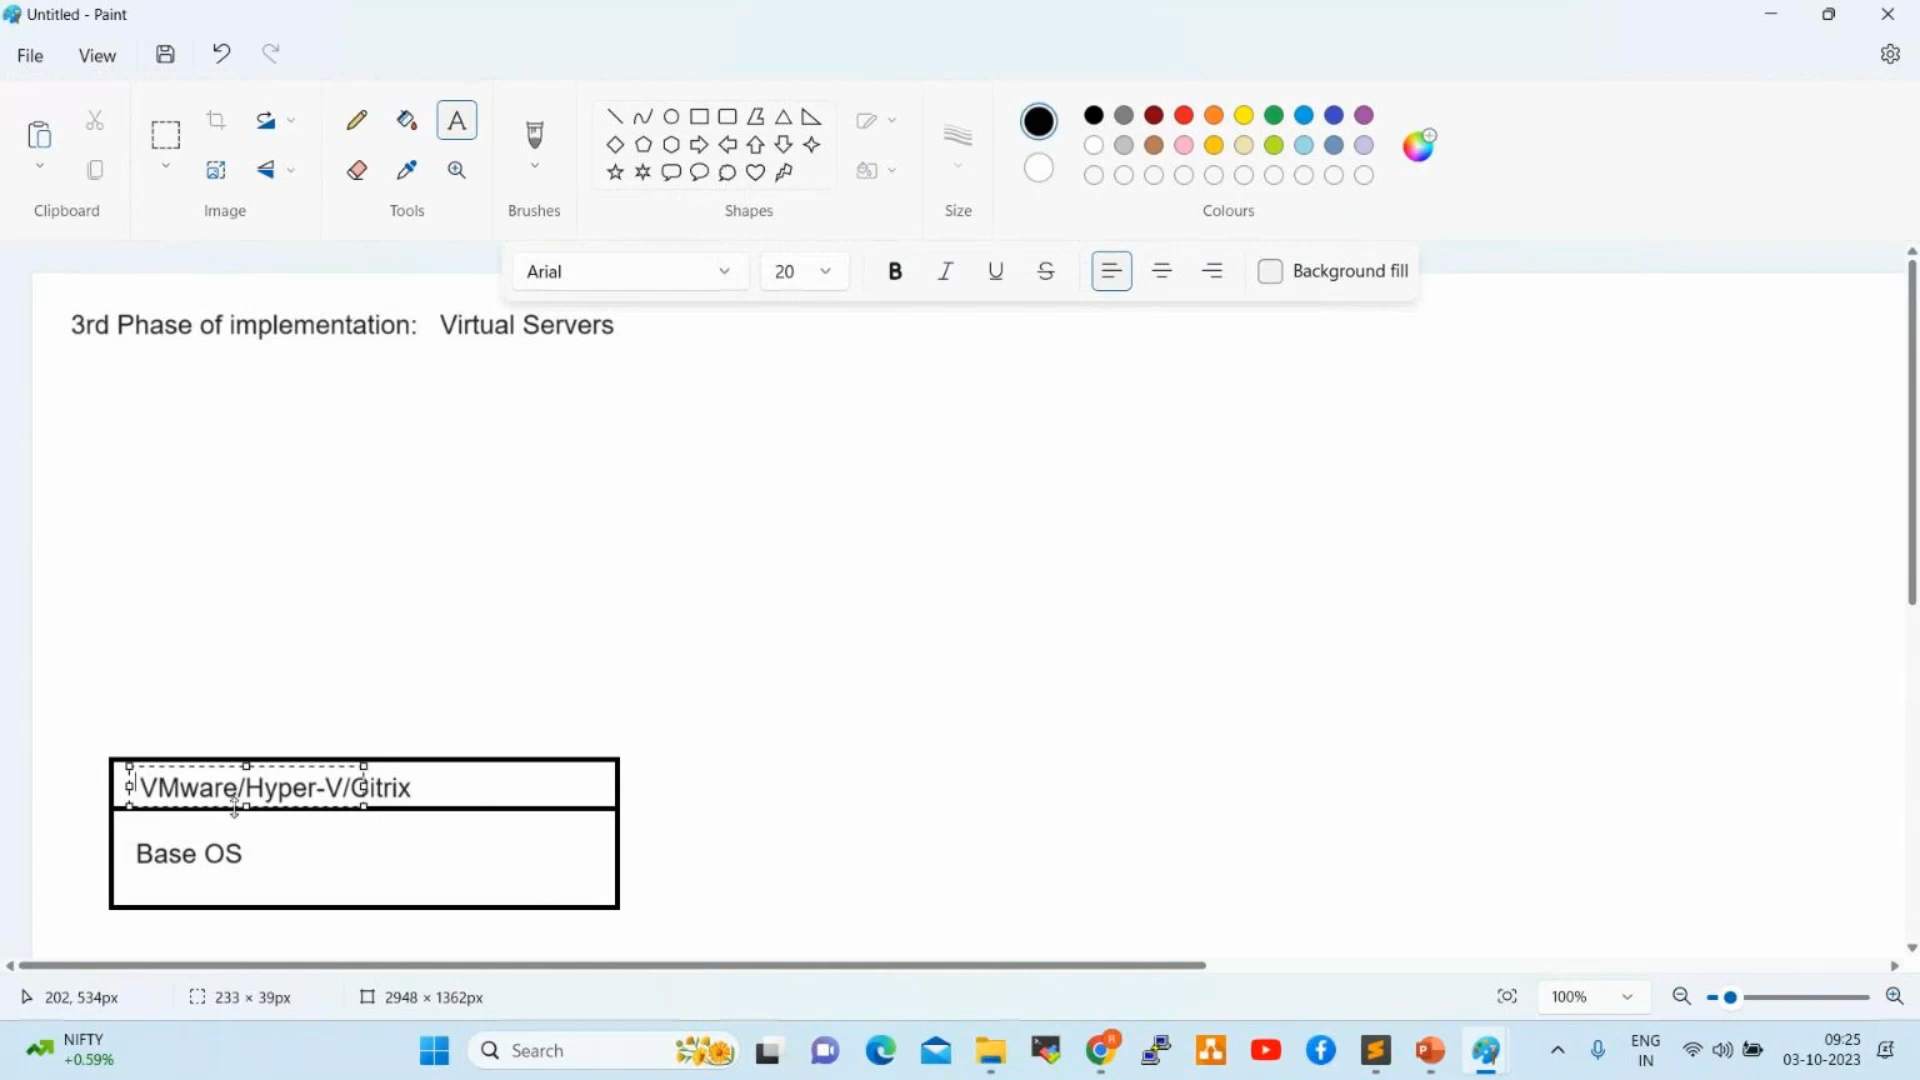 Untitled - Paint
File
View
Clipboard
Image
Tools
Brushes
Shapes
Size
Colours
Arial
20
B
I
U
S
Background fill
3rd Phase of implementation: Virtual Servers
VMware/Hyper-V/Citrix
Base OS
202, 534px
233 × 39px
2948 × 1362px
100%
NIFTY
+0.59%
Search
ENG
IN
09:25
03-10-2023